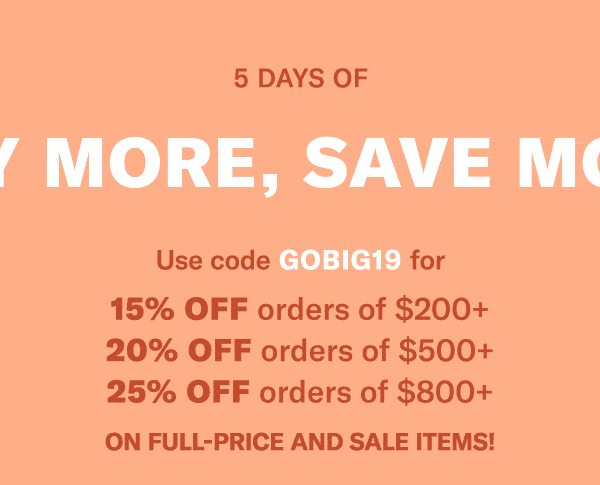 5 DAYS OF
Y MORE, SAVE MO
Use code GOBIG19 for
15% OFF orders of $200+
20% OFF orders of $500+
25% OFF orders of $800+
ON FULL-PRICE AND SALE ITEMS!